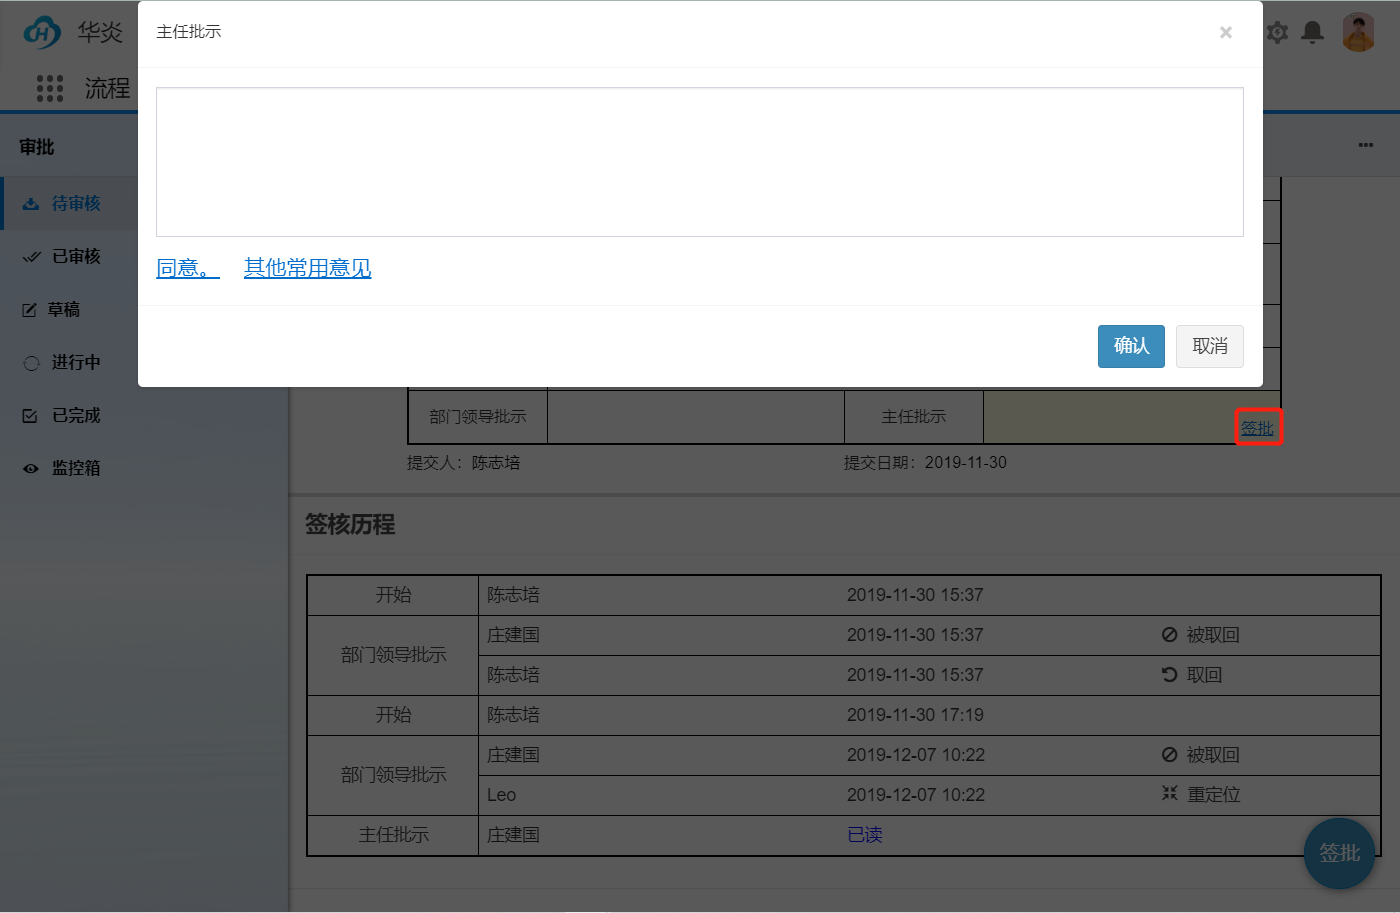 华炎
主任批示
×
流程
审批
待审核
已审核
草稿
进行中
已完成
监控箱
同意。 其他常用意见
确认 取消
部门领导批示 主任批示 签批
提交人：陈志培 提交日期：2019-11-30
签核历程
开始 陈志培 2019-11-30 15:37
部门领导批示 庄建国 2019-11-30 15:37 被取回
陈志培 2019-11-30 15:37 取回
开始 陈志培 2019-11-30 17:19
部门领导批示 庄建国 2019-12-07 10:22 被取回
Leo 2019-12-07 10:22 重定位
主任批示 庄建国 已读
签批